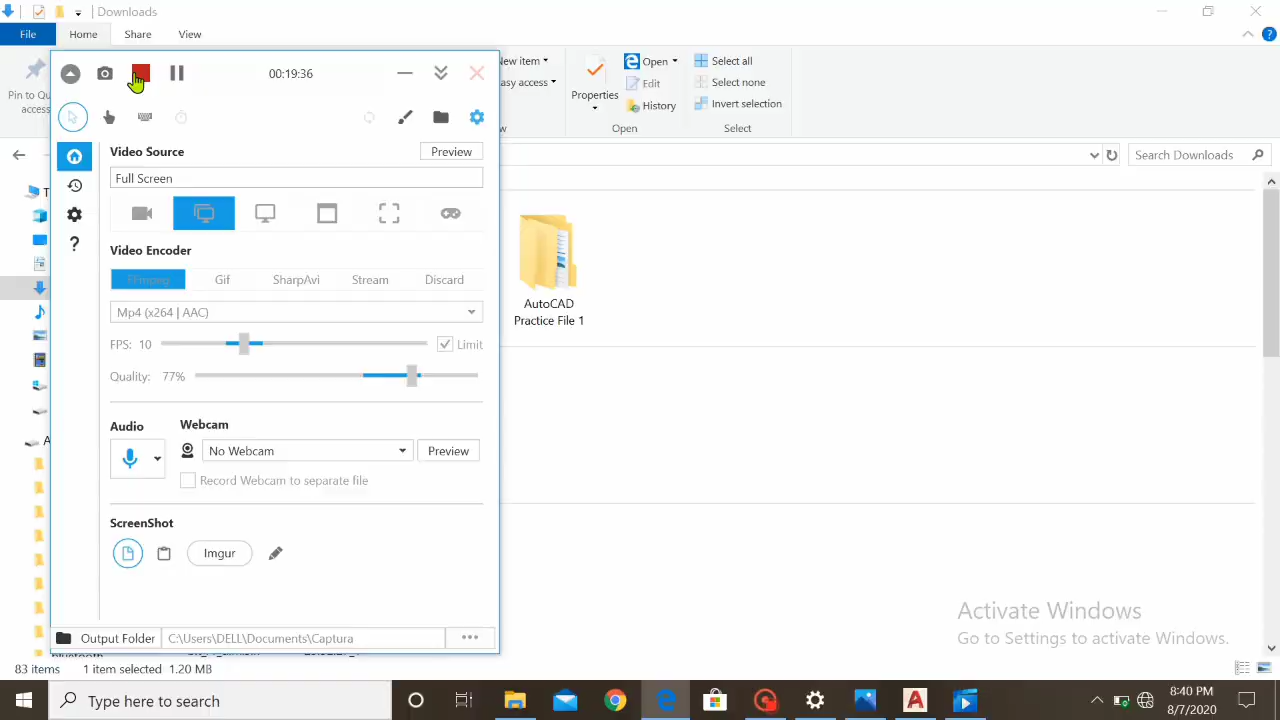 Downloads
File
Home
Share
View
00:19:36
New item
Open
Select all
Pin to Qu
access
easy access
Properties
Edit
Select none
History
Invert selection
Open
Select
Video Source
Preview
Search Downloads
Full Screen
Video Encoder
FFmpeg
Gif
SharpAvi
Stream
Discard
AutoCAD
Practice File 1
Mp4 (x264 | AAC)
FPS: 10
Limit
Quality: 77%
Audio
Webcam
No Webcam
Preview
Record Webcam to separate file
ScreenShot
Imgur
Activate Windows
Go to Settings to activate Windows.
Output Folder
C:\Users\DELL\Documents\Captura
83 items
1 item selected 1.20 MB
Type here to search
8:40 PM
8/7/2020